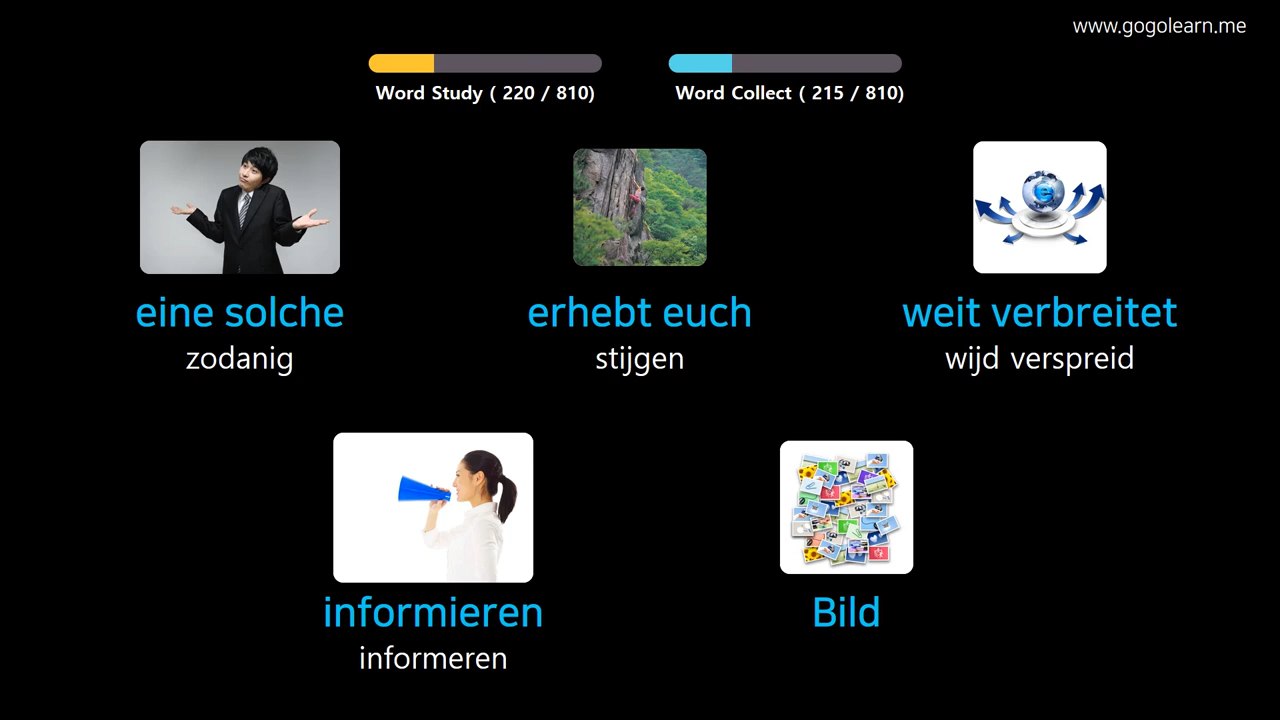 www.gogolearn.me
Word Study ( 220 / 810)
Word Collect ( 215 / 810)
eine solche
zodanig
erhebt euch
stijgen
weit verbreitet
wijd verspreid
informieren
informeren
Bild